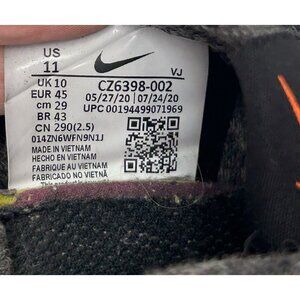 US
11
VJ
UK 10
EUR 45
cm 29
BR 43
CN 290(2.5)
CZ6398-002
05/27/20 07/24/20
UPC 00194499071969
014ZN6WFN9N1J
MADE IN VIETNAM
HECHO EN VIETNAM
FABRIQUE AU VIETNAM
FABRICADO NO VIETNÃ
This product